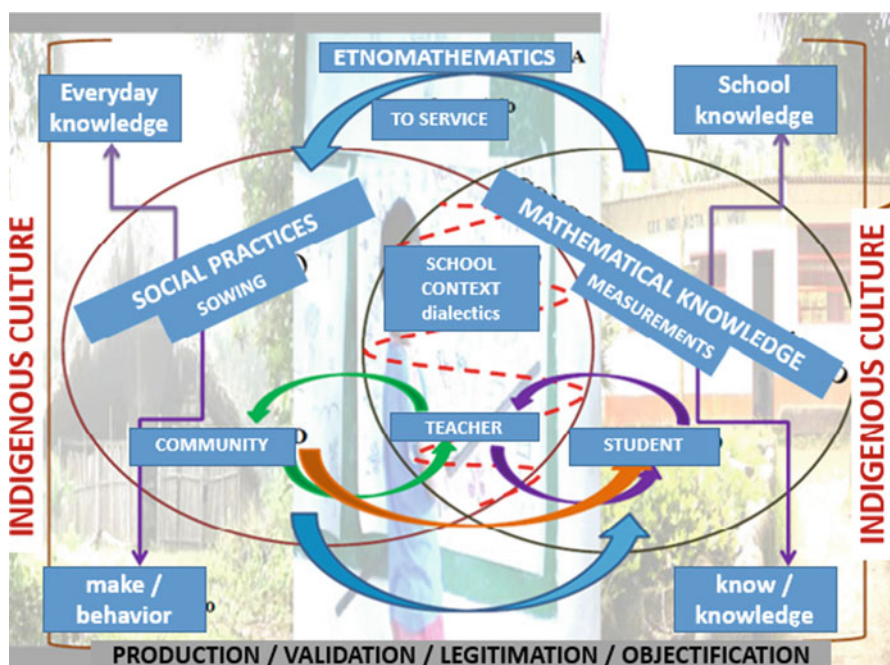 ETNOMATHEMATICS
A
Everyday
knowledge
School
knowledge
TO SERVICE
o
INDIGENOUS CULTURE
SOCIAL PRACTICES
SOWING
SCHOOL
CONTEXT
dialectics
MATHEMATICAL KNOWLEDGE
MEASUREMENTS
INDIGENOUS CULTURE
COMMUNITY
TEACHER
STUDENT
make /
behavior
know /
knowledge
PRODUCTION / VALIDATION / LEGITIMATION / OBJECTIFICATION